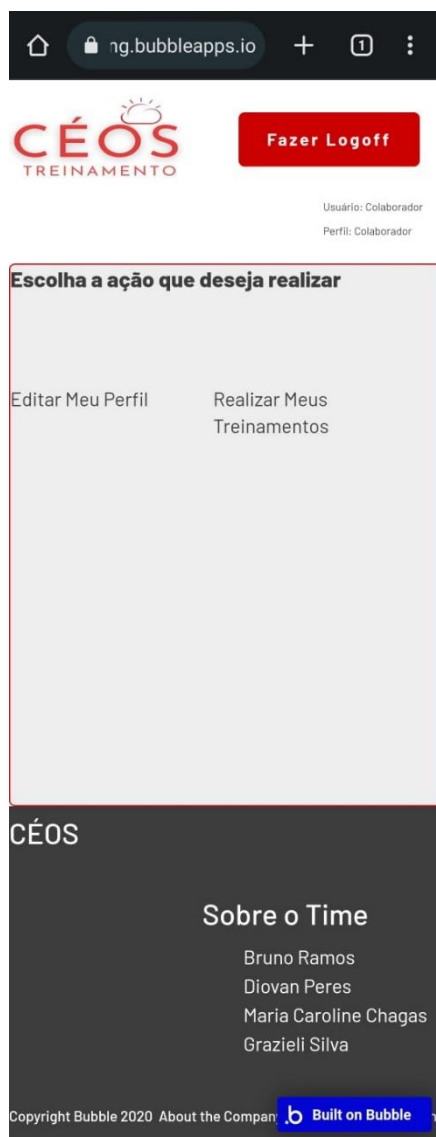 ng.bubbleapps.io
1
CÉOS
TREINAMENTO
Fazer Logoff
Usuário: Colaborador
Perfil: Colaborador
Escolha a ação que deseja realizar
Editar Meu Perfil
Realizar Meus
Treinamentos
CÉOS
Sobre o Time
Bruno Ramos
Diovan Peres
Maria Caroline Chagas
Grazieli Silva
Copyright Bubble 2020 About the Compan
Built on Bubble